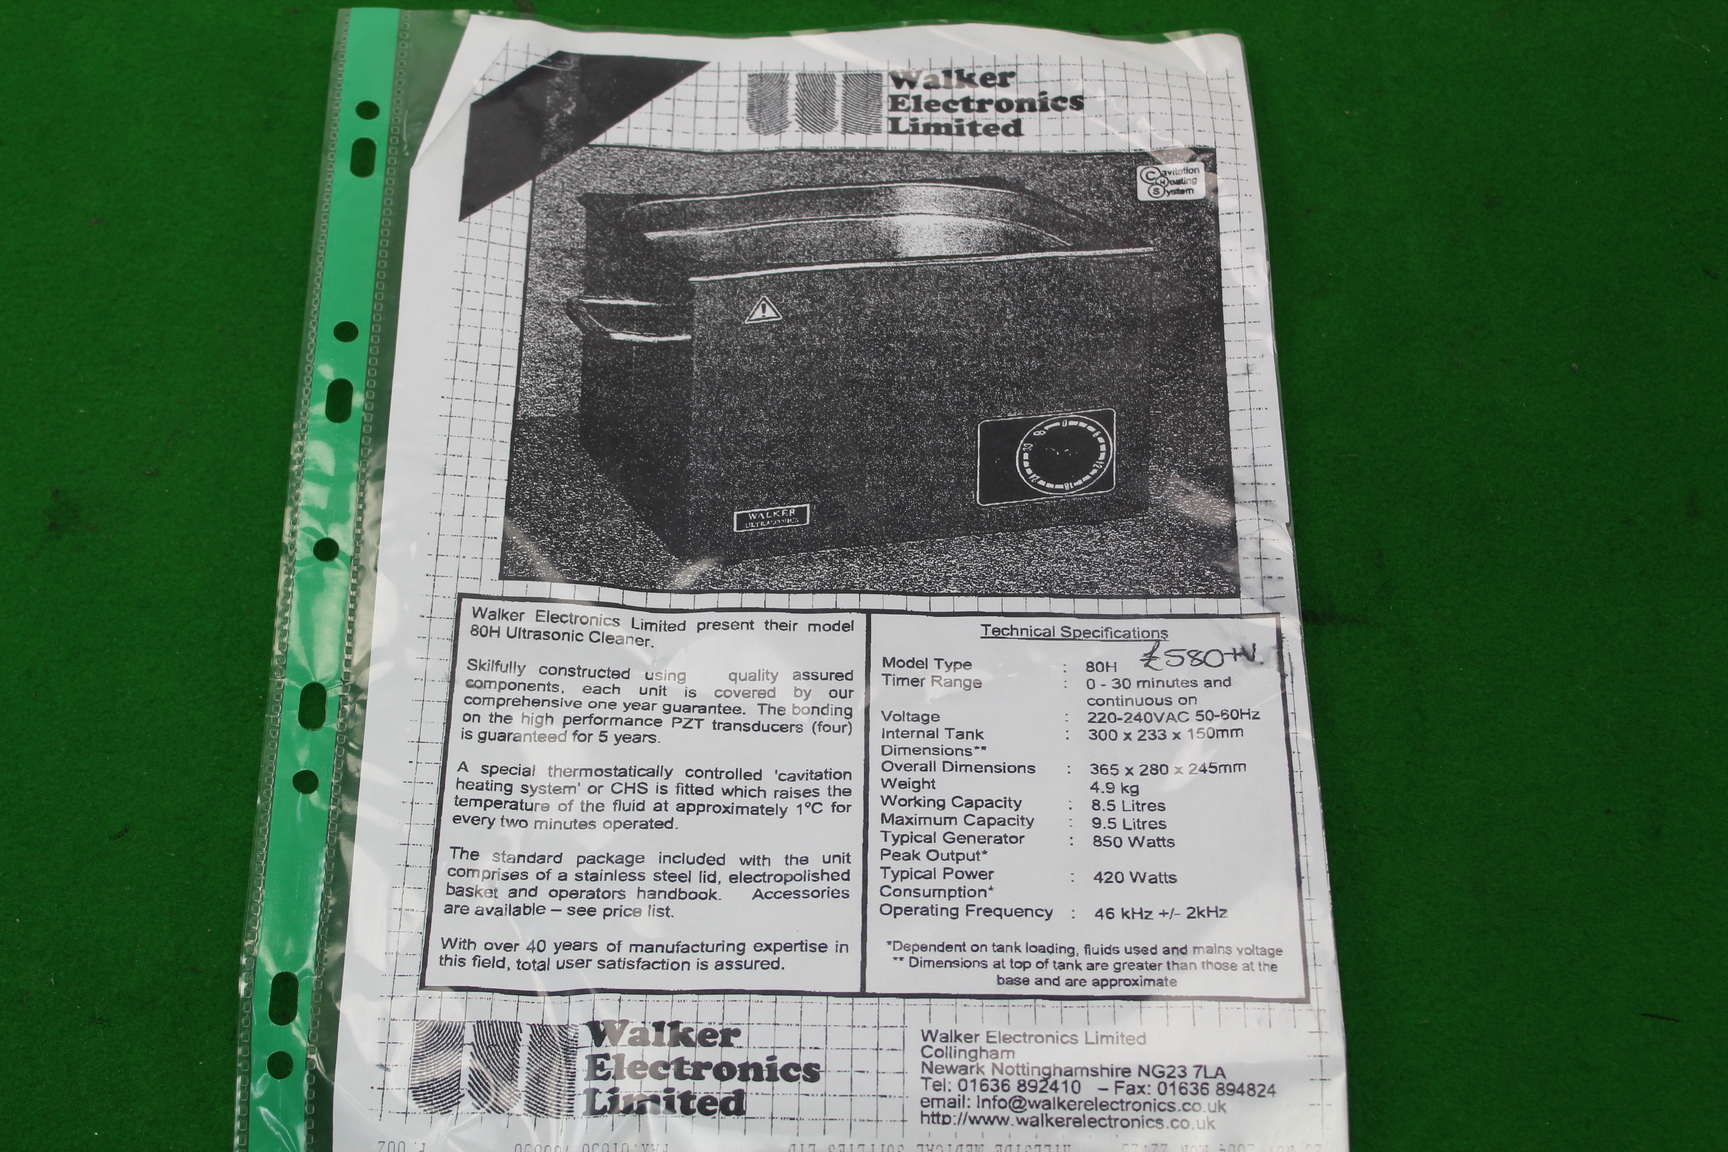 Walker
Electronics
Limited
Cavitation
Heating
System
WALKER
ULTRASONICS
Walker Electronics Limited present their model
80H Ultrasonic Cleaner.
Skilfully constructed using quality assured
components, each unit is covered by our
comprehensive one year guarantee. The bonding
on the high performance PZT transducers (four)
is guaranteed for 5 years.
A special thermostatically controlled 'cavitation
heating system' or CHS is fitted which raises the
temperature of the fluid at approximately 1°C for
every two minutes operated.
The standard package included with the unit
comprises of a stainless steel lid, electropolished
basket and operators handbook. Accessories
are available – see price list.
With over 40 years of manufacturing expertise in
this field, total user satisfaction is assured.
Technical Specifications
Model Type : 80H £580+V
Timer Range : 0 - 30 minutes and
continuous on
Voltage : 220-240VAC 50-60Hz
Internal Tank : 300 x 233 x 150mm
Dimensions**
Overall Dimensions : 365 x 280 x 245mm
Weight 4.9 kg
Working Capacity : 8.5 Litres
Maximum Capacity : 9.5 Litres
Typical Generator : 850 Watts
Peak Output*
Typical Power : 420 Watts
Consumption*
Operating Frequency : 46 kHz +/- 2kHz
*Dependent on tank loading, fluids used and mains voltage
** Dimensions at top of tank are greater than those at the
base and are approximate
Walker
Electronics
Limited
Walker Electronics Limited
Collingham
Newark Nottinghamshire NG23 7LA
Tel: 01636 892410 – Fax: 01636 894824
email: Info@walkerelectronics.co.uk
http://www.walkerelectronics.co.uk